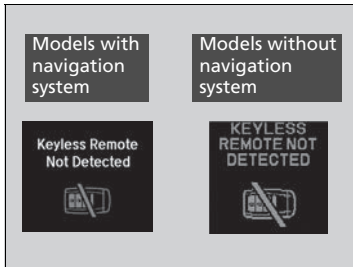 Models with
navigation
system
Models without
navigation
system
Keyless Remote
Not Detected
KEYLESS
REMOTE NOT
DETECTED